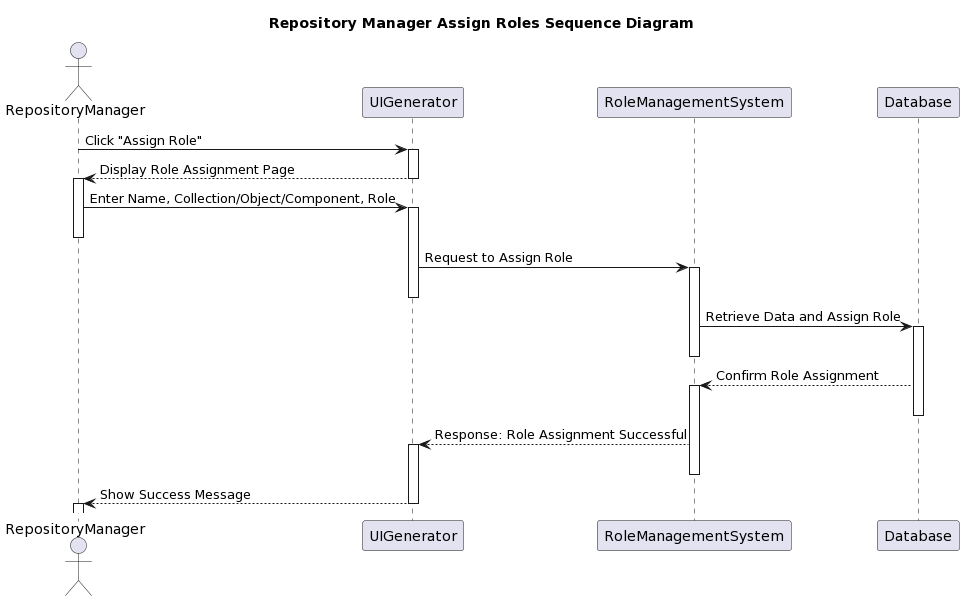 Repository Manager Assign Roles Sequence Diagram
RepositoryManager
UIGenerator
RoleManagementSystem
Database
Click "Assign Role"
Display Role Assignment Page
Enter Name, Collection/Object/Component, Role
Request to Assign Role
Retrieve Data and Assign Role
Confirm Role Assignment
Response: Role Assignment Successful
Show Success Message
RepositoryManager
UIGenerator
RoleManagementSystem
Database